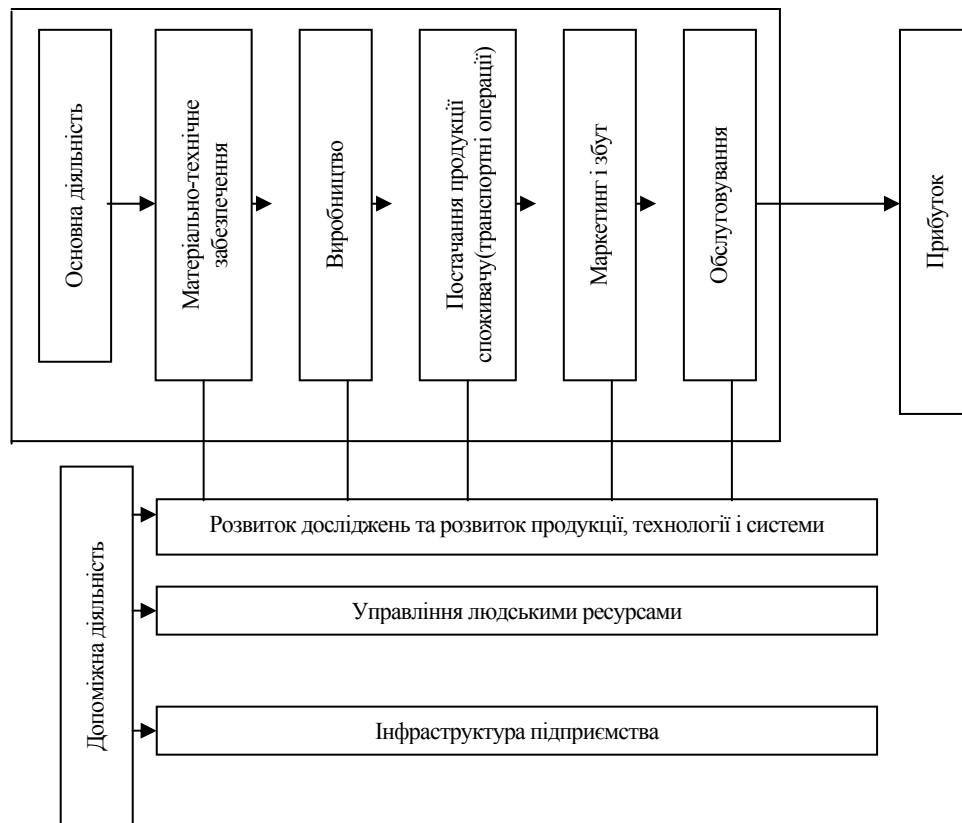 Основна діяльність
Матеріально-технічне
забезпечення
Виробництво
Постачання продукції
споживачу(транспортні операції)
Маркетинг і збут
Обслуговування
Прибуток
Допоміжна діяльність
Розвиток досліджень та розвиток продукції, технології і системи
Управління людськими ресурсами
Інфраструктура підприємства